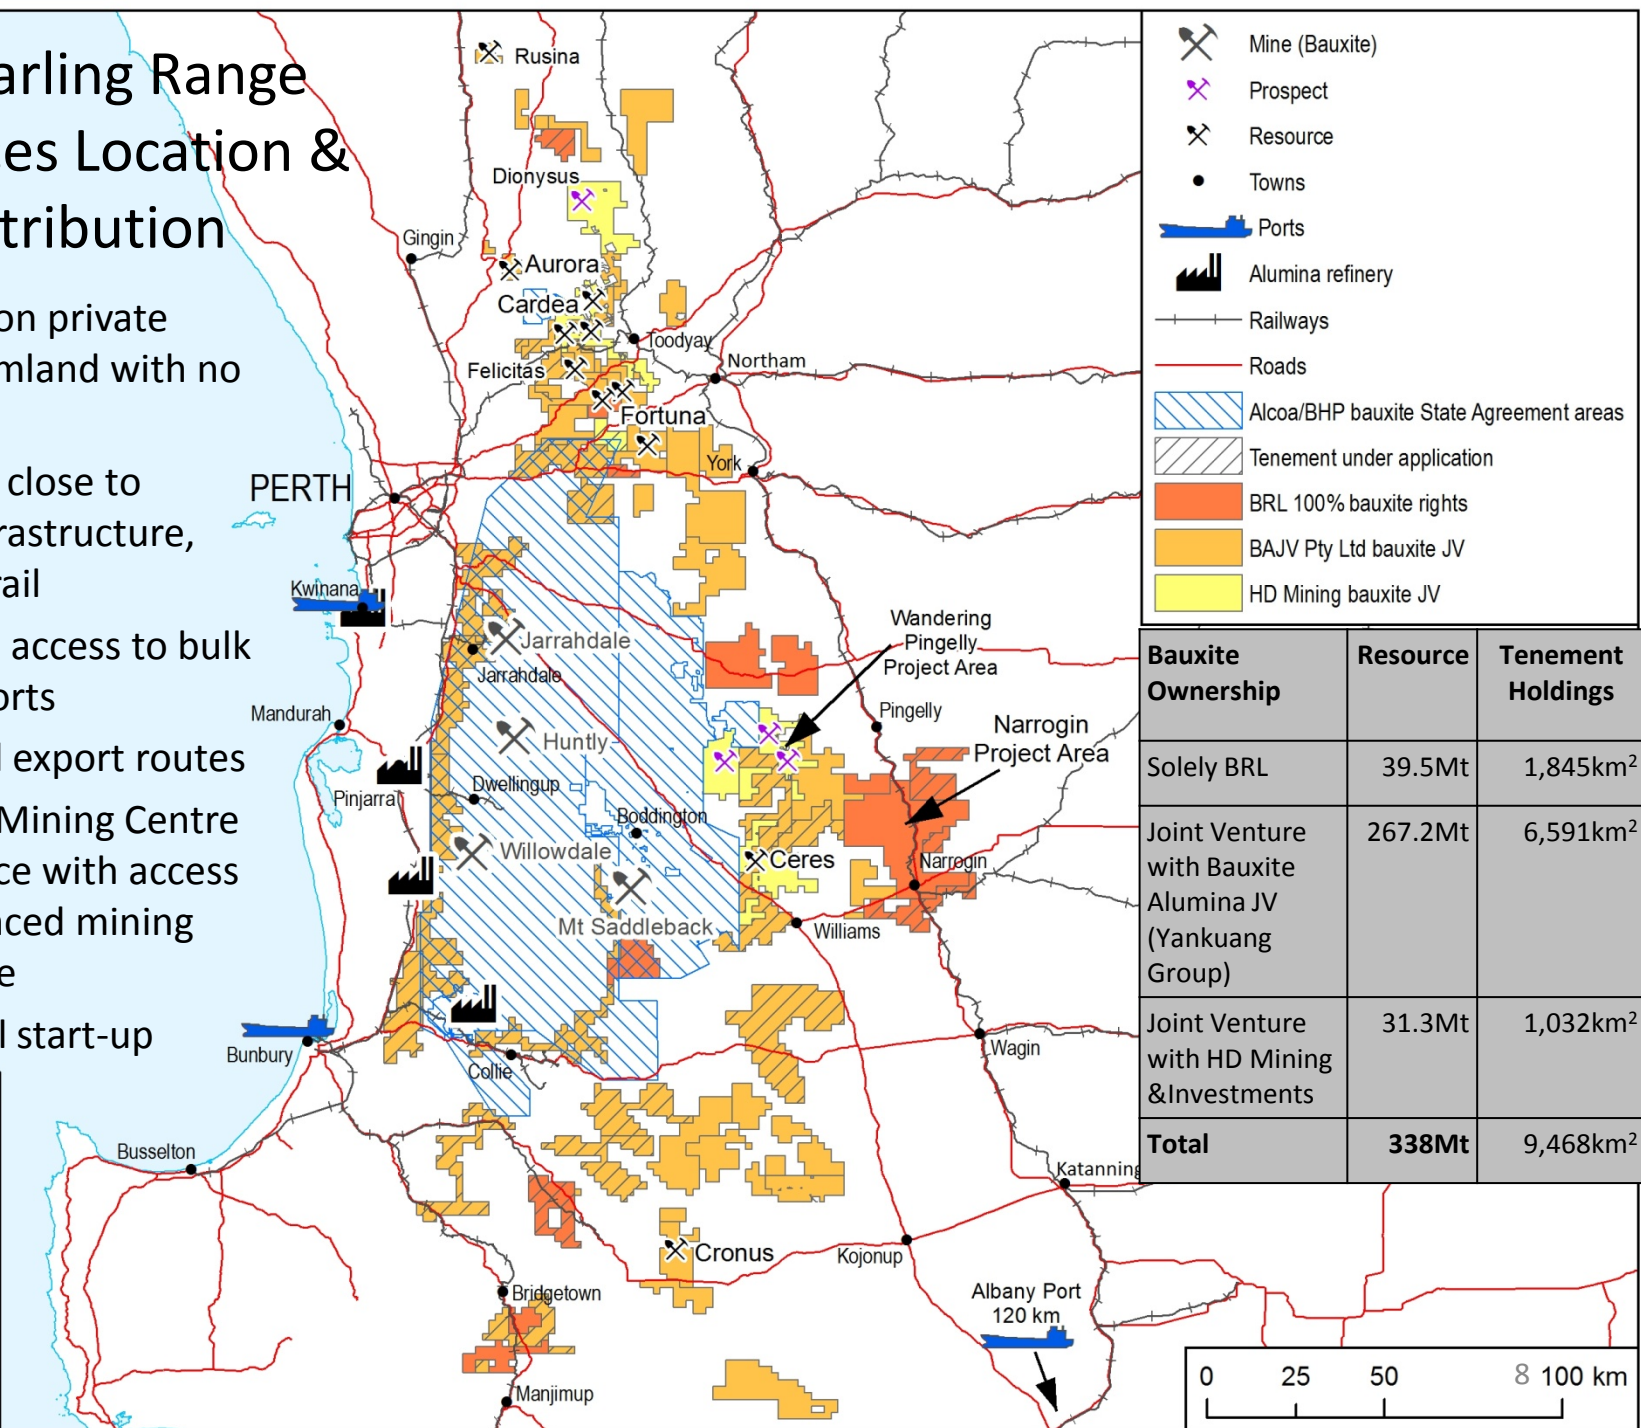 arling Range
es Location &
tribution
on private
mland with no
close to
rastructure,
rail
access to bulk
orts
l export routes
Mining Centre
ce with access
nced mining
e
l start-up
Rusina
Dionysus
Gingin
Aurora
Cardea
Toodyay
Northam
Felicitas
Fortuna
York
PERTH
Kwinana
Jarrahdale
Jarrahdale
Wandering
Pingelly
Project Area
Mandurah
Pingelly
Huntly
Narrogin
Project Area
Pinjarra
Dwellingup
Boddington
Willowdale
Ceres
Narrogin
Mt Saddleback
Williams
Bunbury
Collie
Wagin
Busselton
Katanning
Cronus
Kojonup
Bridgetown
Albany Port
120 km
Manjimup
Mine (Bauxite)
Prospect
Resource
Towns
Ports
Alumina refinery
Railways
Roads
Alcoa/BHP bauxite State Agreement areas
Tenement under application
BRL 100% bauxite rights
BAJV Pty Ltd bauxite JV
HD Mining bauxite JV
Bauxite Ownership Resource Tenement Holdings
Solely BRL 39.5Mt 1,845km²
Joint Venture 267.2Mt 6,591km²
with Bauxite
Alumina JV
(Yankuang
Group)
Joint Venture 31.3Mt 1,032km²
with HD Mining
&Investments
Total 338Mt 9,468km²
0 25 50 8 100 km